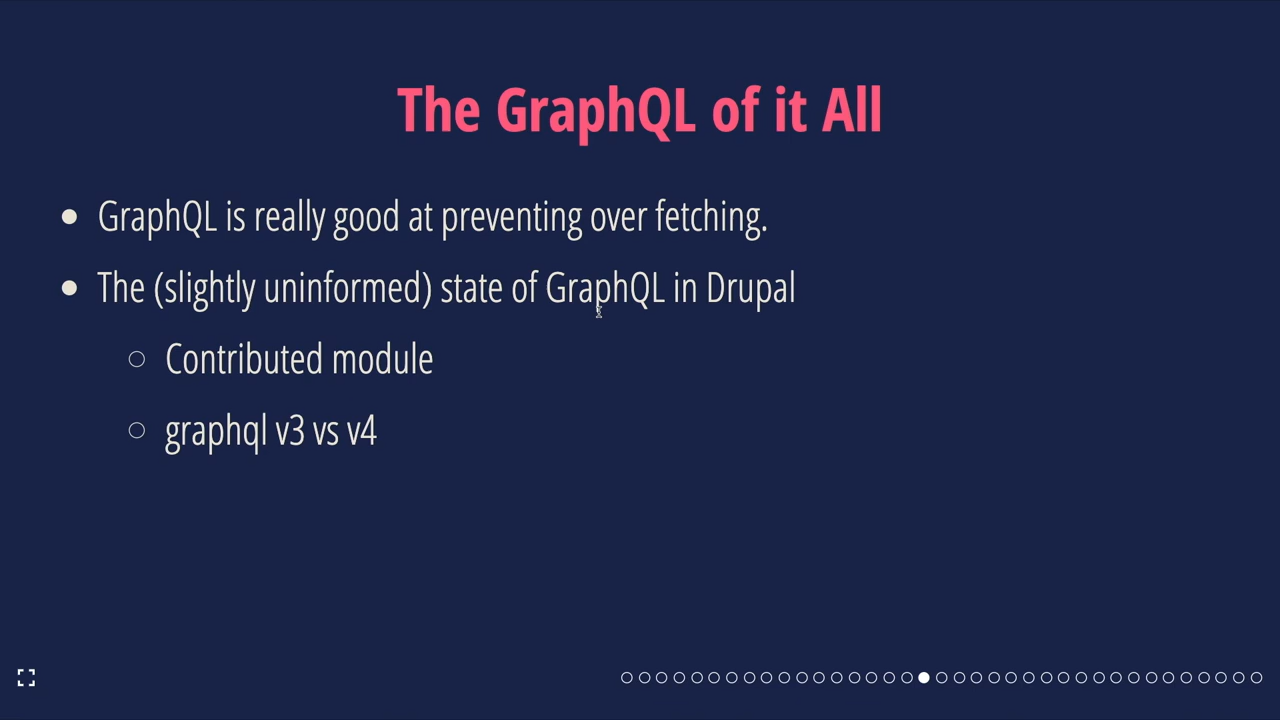 The GraphQL of it All
GraphQL is really good at preventing over fetching.
The (slightly uninformed) state of GraphQL in Drupal
Contributed module
graphql v3 vs v4